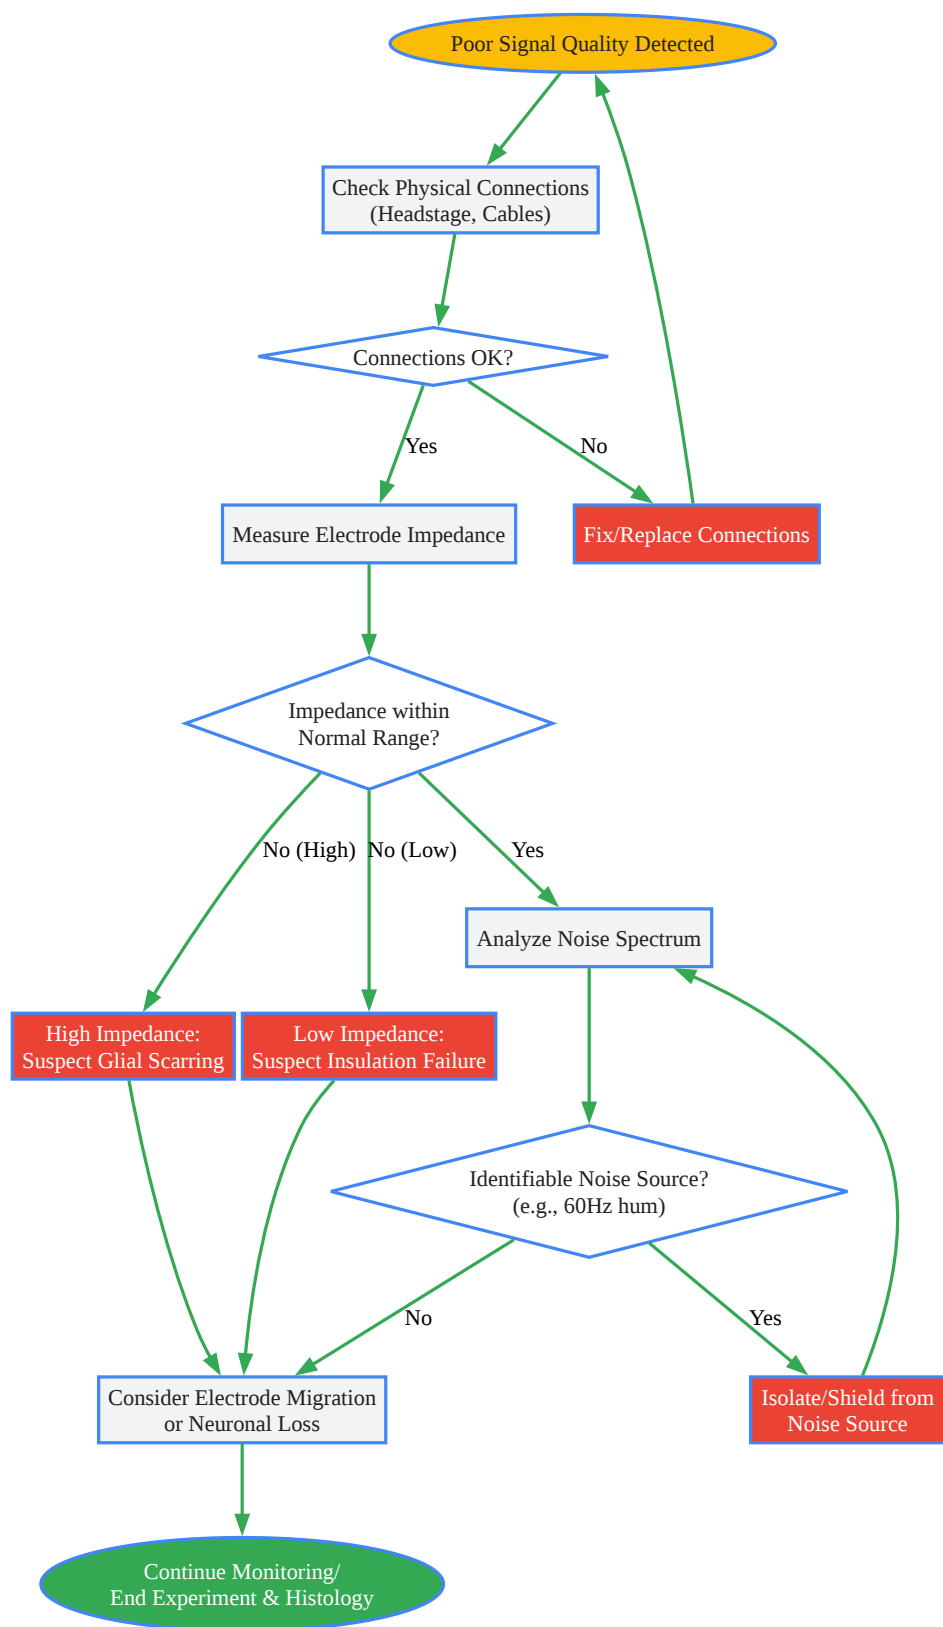 Poor Signal Quality Detected
Check Physical Connections
(Headstage, Cables)
Connections OK?
Yes
No
Measure Electrode Impedance
Fix/Replace Connections
Impedance within
Normal Range?
No (High)
No (Low)
Yes
Analyze Noise Spectrum
High Impedance:
Suspect Glial Scarring
Low Impedance:
Suspect Insulation Failure
Identifiable Noise Source?
(e.g., 60Hz hum)
No
Yes
Consider Electrode Migration
or Neuronal Loss
Isolate/Shield from
Noise Source
Continue Monitoring/
End Experiment & Histology